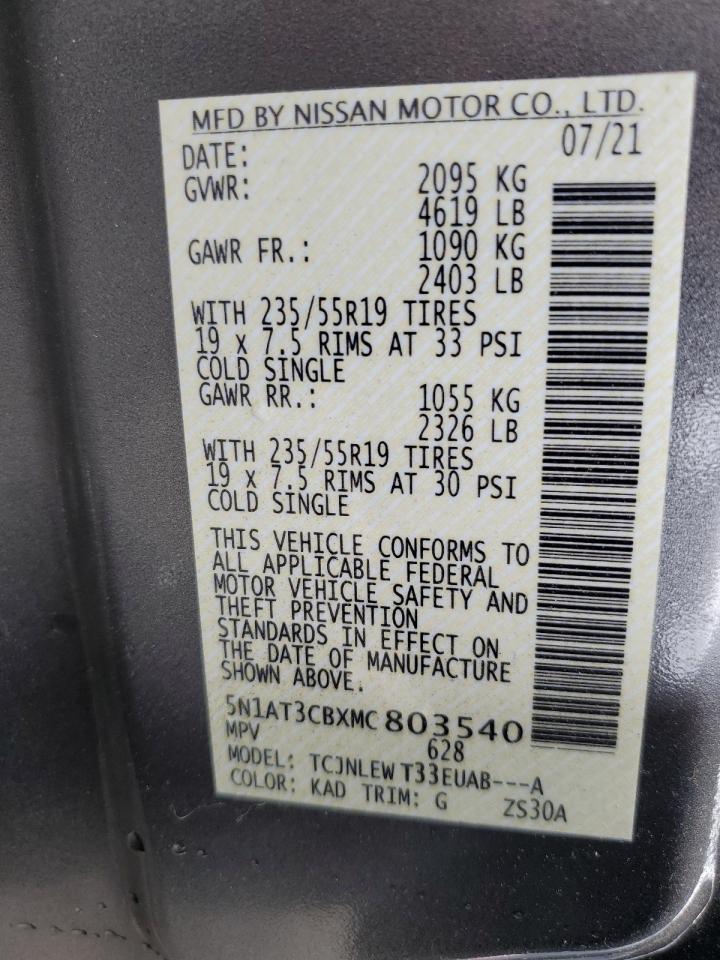 MFD BY NISSAN MOTOR CO., LTD.
DATE: 07/21
GVWR: 2095 KG
4619 LB
GAWR FR.: 1090 KG
2403 LB
WITH 235/55R19 TIRES
19 x 7.5 RIMS AT 33 PSI
COLD SINGLE
GAWR RR.: 1055 KG
2326 LB
WITH 235/55R19 TIRES
19 x 7.5 RIMS AT 30 PSI
COLD SINGLE
THIS VEHICLE CONFORMS TO
ALL APPLICABLE FEDERAL
MOTOR VEHICLE SAFETY AND
THEFT PREVENTION
STANDARDS IN EFFECT ON
THE DATE OF MANUFACTURE
SHOWN ABOVE.
5N1AT3CBXMC 803540
MPV 628
MODEL: TCJNLEW T33EUAB---A
COLOR: KAD TRIM: G ZS30A